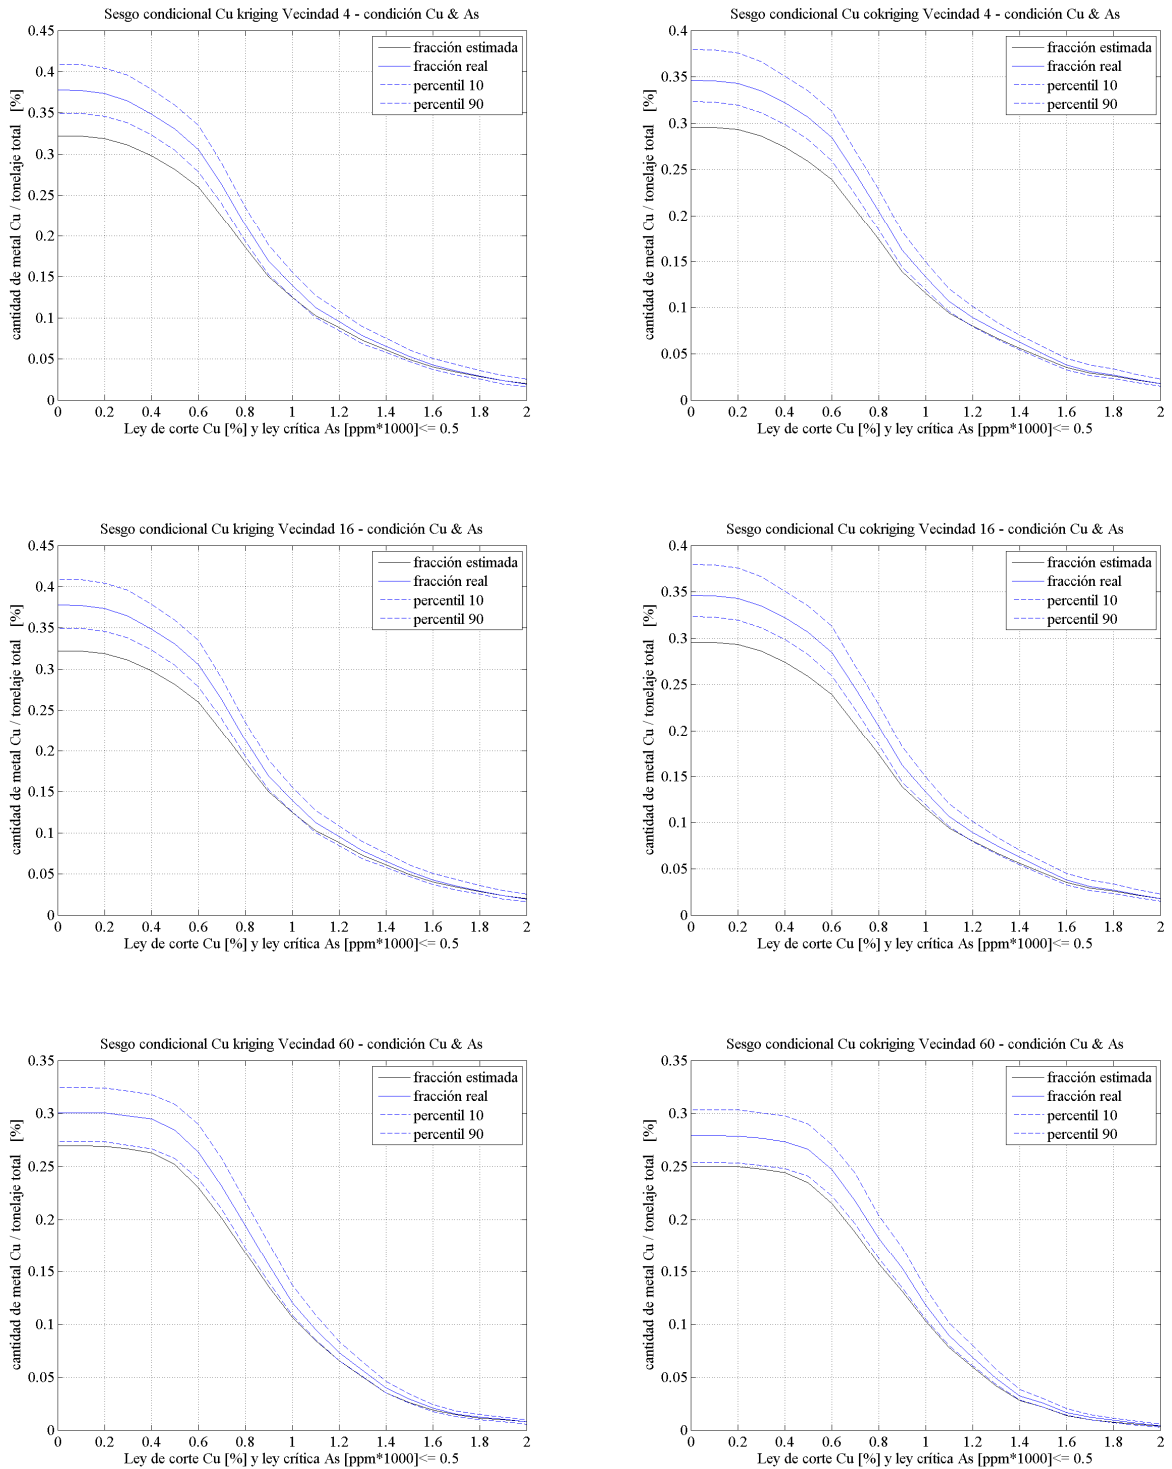 Sesgo condicional Cu kriging Vecindad 4 - condición Cu & As
cantidad de metal Cu / tonelaje total [%]
0.45
0.4
0.35
0.3
0.25
0.2
0.15
0.1
0.05
0
fracción estimada
fracción real
percentil 10
percentil 90
0 0.2 0.4 0.6 0.8 1 1.2 1.4 1.6 1.8 2
Ley de corte Cu [%] y ley crítica As [ppm*1000]<= 0.5
Sesgo condicional Cu cokriging Vecindad 4 - condición Cu & As
cantidad de metal Cu / tonelaje total [%]
0.4
0.35
0.3
0.25
0.2
0.15
0.1
0.05
0
fracción estimada
fracción real
percentil 10
percentil 90
0 0.2 0.4 0.6 0.8 1 1.2 1.4 1.6 1.8 2
Ley de corte Cu [%] y ley crítica As [ppm*1000]<= 0.5
Sesgo condicional Cu kriging Vecindad 16 - condición Cu & As
cantidad de metal Cu / tonelaje total [%]
0.45
0.4
0.35
0.3
0.25
0.2
0.15
0.1
0.05
0
fracción estimada
fracción real
percentil 10
percentil 90
0 0.2 0.4 0.6 0.8 1 1.2 1.4 1.6 1.8 2
Ley de corte Cu [%] y ley crítica As [ppm*1000]<= 0.5
Sesgo condicional Cu cokriging Vecindad 16 - condición Cu & As
cantidad de metal Cu / tonelaje total [%]
0.4
0.35
0.3
0.25
0.2
0.15
0.1
0.05
0
fracción estimada
fracción real
percentil 10
percentil 90
0 0.2 0.4 0.6 0.8 1 1.2 1.4 1.6 1.8 2
Ley de corte Cu [%] y ley crítica As [ppm*1000]<= 0.5
Sesgo condicional Cu kriging Vecindad 60 - condición Cu & As
cantidad de metal Cu / tonelaje total [%]
0.35
0.3
0.25
0.2
0.15
0.1
0.05
0
fracción estimada
fracción real
percentil 10
percentil 90
0 0.2 0.4 0.6 0.8 1 1.2 1.4 1.6 1.8 2
Ley de corte Cu [%] y ley crítica As [ppm*1000]<= 0.5
Sesgo condicional Cu cokriging Vecindad 60 - condición Cu & As
cantidad de metal Cu / tonelaje total [%]
0.35
0.3
0.25
0.2
0.15
0.1
0.05
0
fracción estimada
fracción real
percentil 10
percentil 90
0 0.2 0.4 0.6 0.8 1 1.2 1.4 1.6 1.8 2
Ley de corte Cu [%] y ley crítica As [ppm*1000]<= 0.5